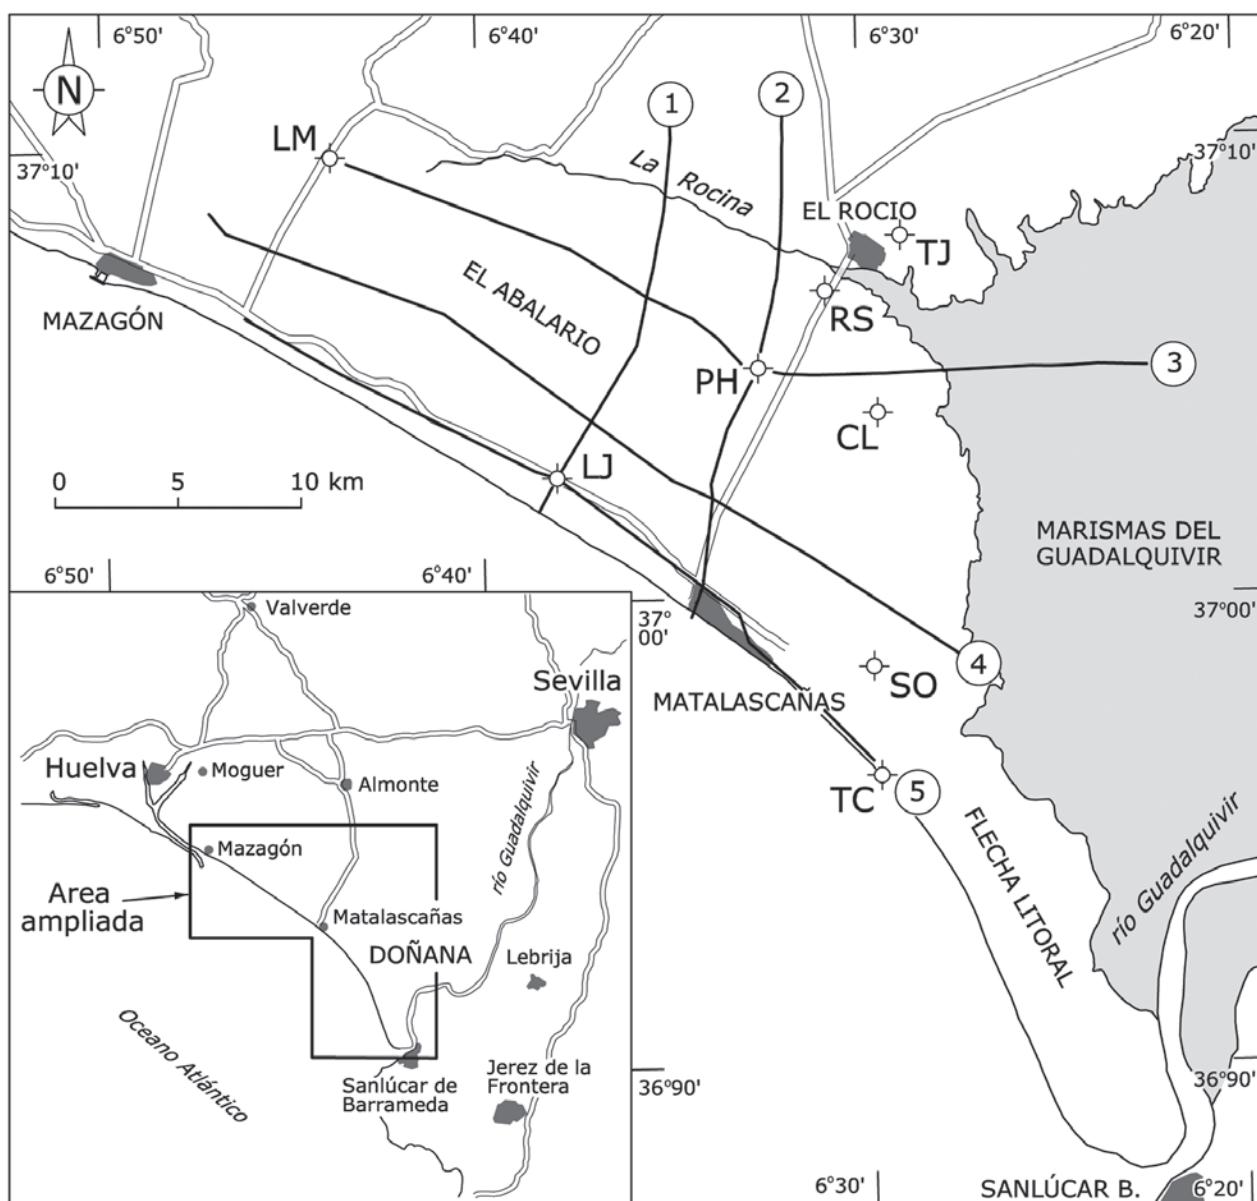 6°50'
6°40'
6°30'
6°20'
N
1
2
LM
37°10'
La Rocina
37°10'
EL ROCIO
TJ
EL ABALARIO
RS
MAZAGÓN
PH
3
CL
LJ
0 5 10 km
MARISMAS DEL
GUADALQUIVIR
6°50'
6°40'
37°
00'
37°00'
4
SO
MATALASCAÑAS
TC
5
FLECHA LITORAL
río Guadalquivir
Valverde
Sevilla
Huelva
Moguer
Almonte
río Guadalquivir
Mazagón
Area
ampliada
Matalascañas
DOÑANA
Lebrija
Oceano Atlántico
Sanlúcar de
Barrameda
Jerez de la
Frontera
36°90'
36°90'
6°30'
SANLÚCAR B.
6°20'